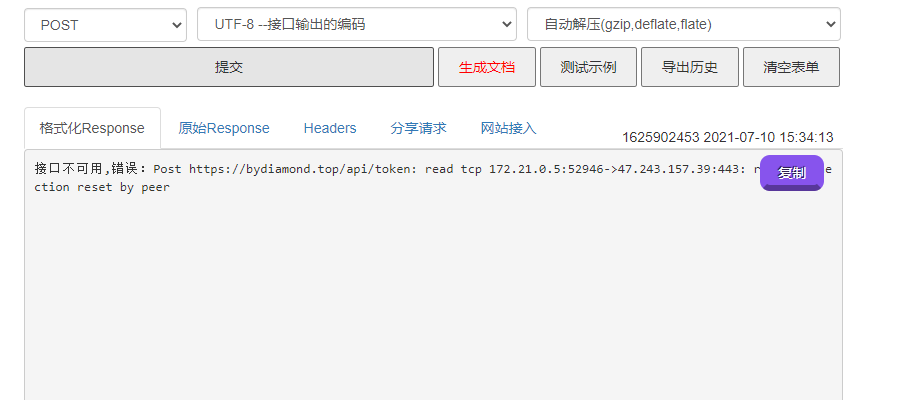 POST UTF-8 --接口输出的编码 自动解压(gzip,deflate,flate)
提交 生成文档 测试示例 导出历史 清空表单
格式化Response 原始Response Headers 分享请求 网站接入 1625902453 2021-07-10 15:34:13
接口不可用,错误: Post https://bydiamond.top/api/token: read tcp 172.21.0.5:52946->47.243.157.39:443: 复制
ction reset by peer